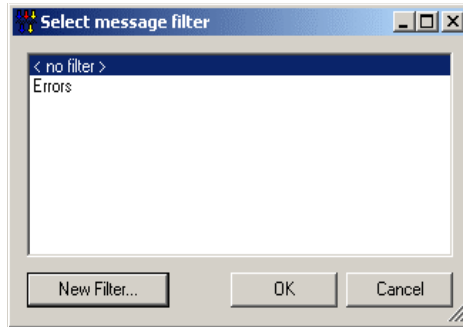 Select message filter
< no filter >
Errors
New Filter...
OK
Cancel